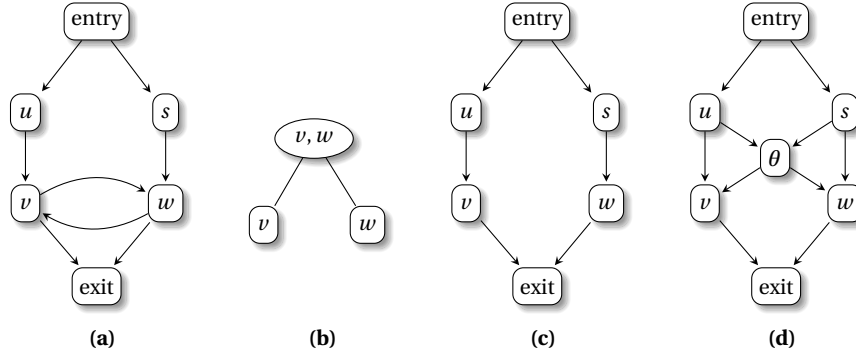 entry entry entry
u s u s u s
v, w θ
v w v w v w v w
exit exit exit
(a) (b) (c) (d)